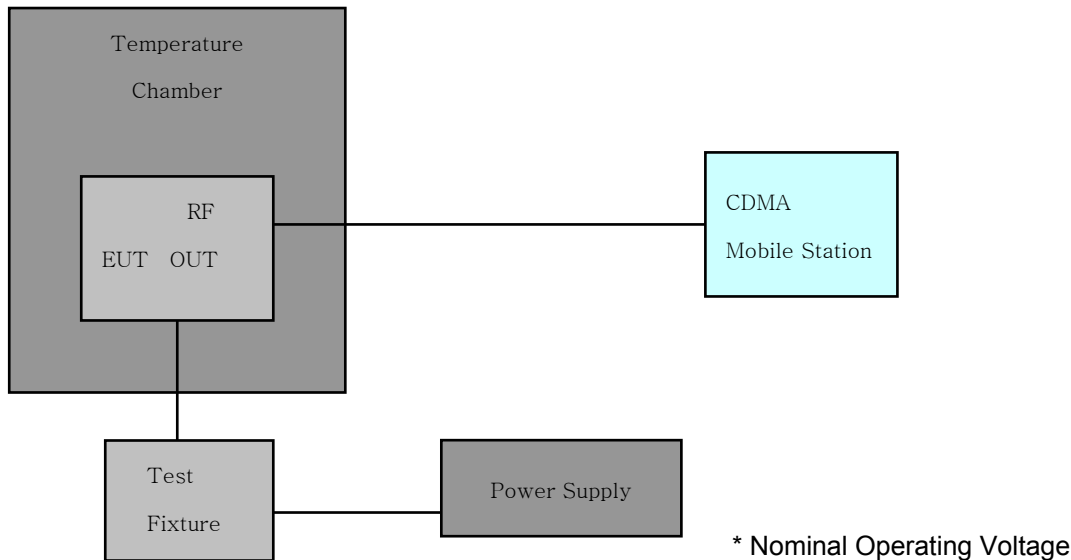 Temperature
Chamber
RF
EUT OUT
CDMA
Mobile Station
Test
Fixture
Power Supply
* Nominal Operating Voltage